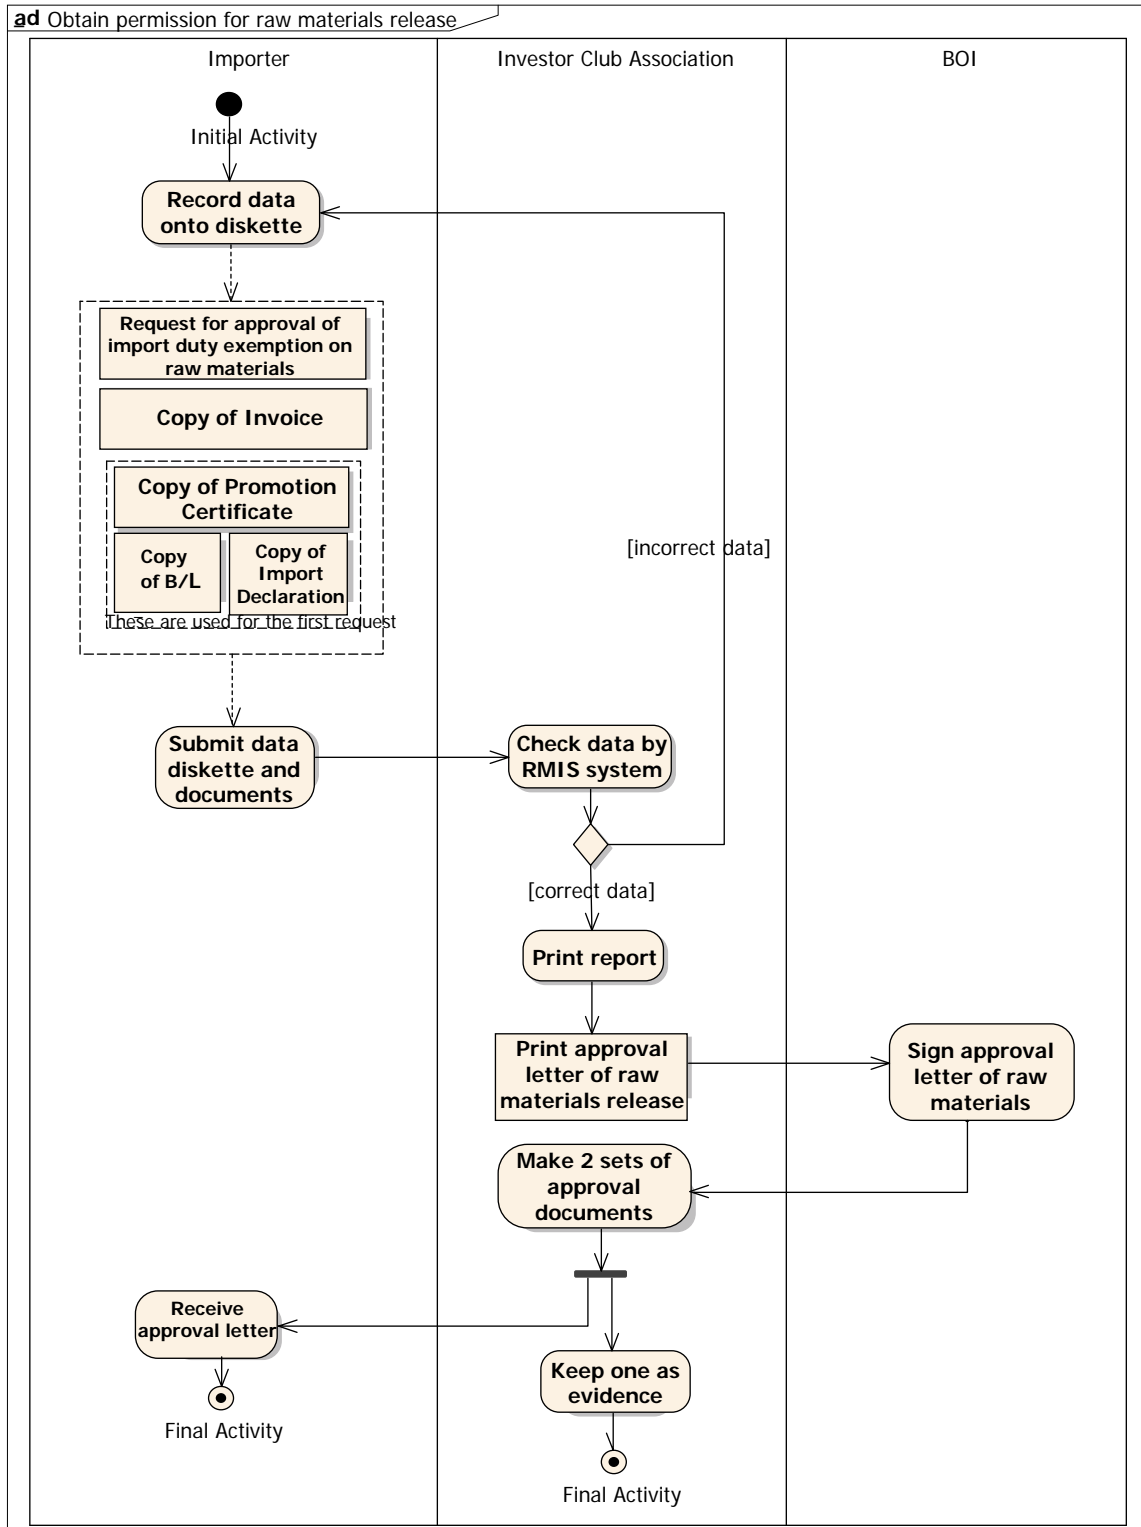 ad Obtain permission for raw materials release
Importer
Investor Club Association
BOI
Initial Activity
Record data
onto diskette
Request for approval of
import duty exemption on
raw materials
Copy of Invoice
Copy of Promotion
Certificate
Copy
of B/L
Copy of
Import
Declaration
These are used for the first request
[incorrect data]
Submit data
diskette and
documents
Check data by
RMIS system
[correct data]
Print report
Print approval
letter of raw
materials release
Sign approval
letter of raw
materials
Make 2 sets of
approval
documents
Receive
approval letter
Keep one as
evidence
Final Activity
Final Activity